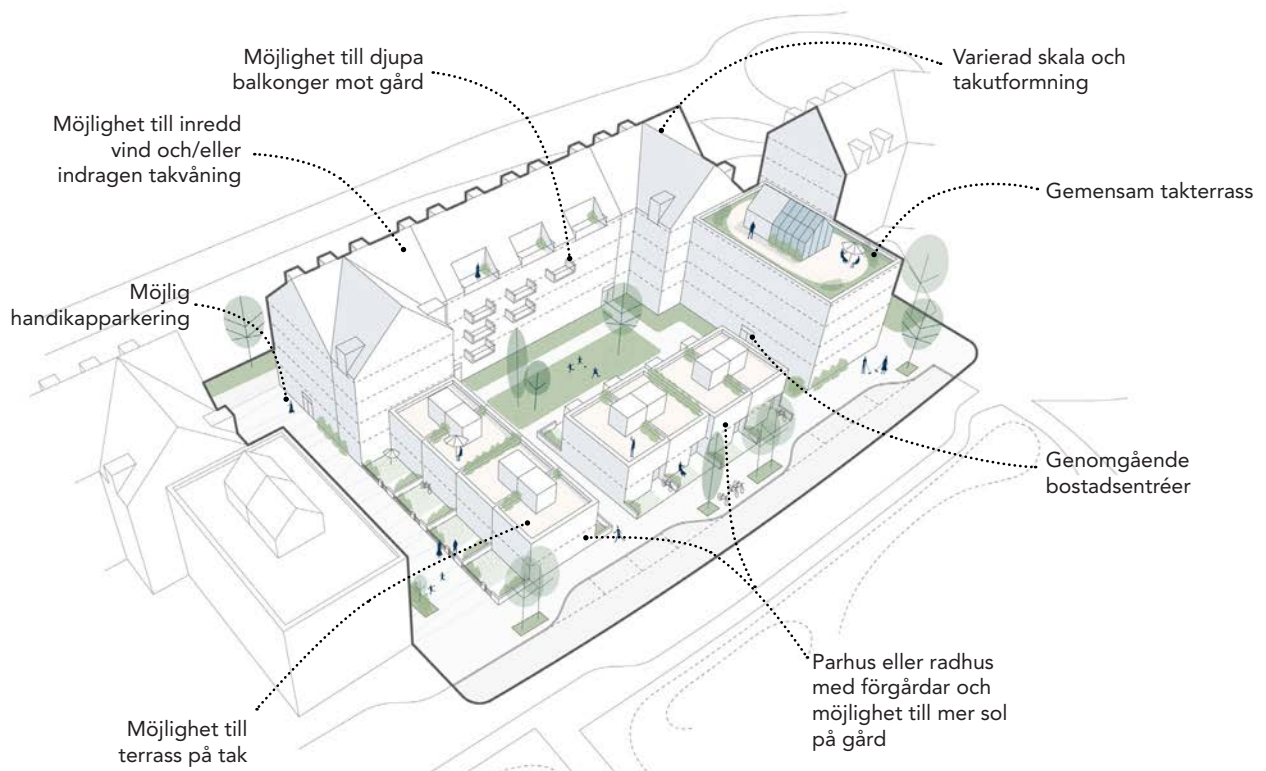 Möjlighet till djupa
balkonger mot gård
Varierad skala och
takutformning
Möjlighet till inredd
vind och/eller
indragen takvåning
Gemensam takterrass
Möjlig
handikapparkering
Genomgående
bostadsentréer
Parhus eller radhus
med förgårdar och
möjlighet till mer sol
på gård
Möjlighet till
terrass på tak